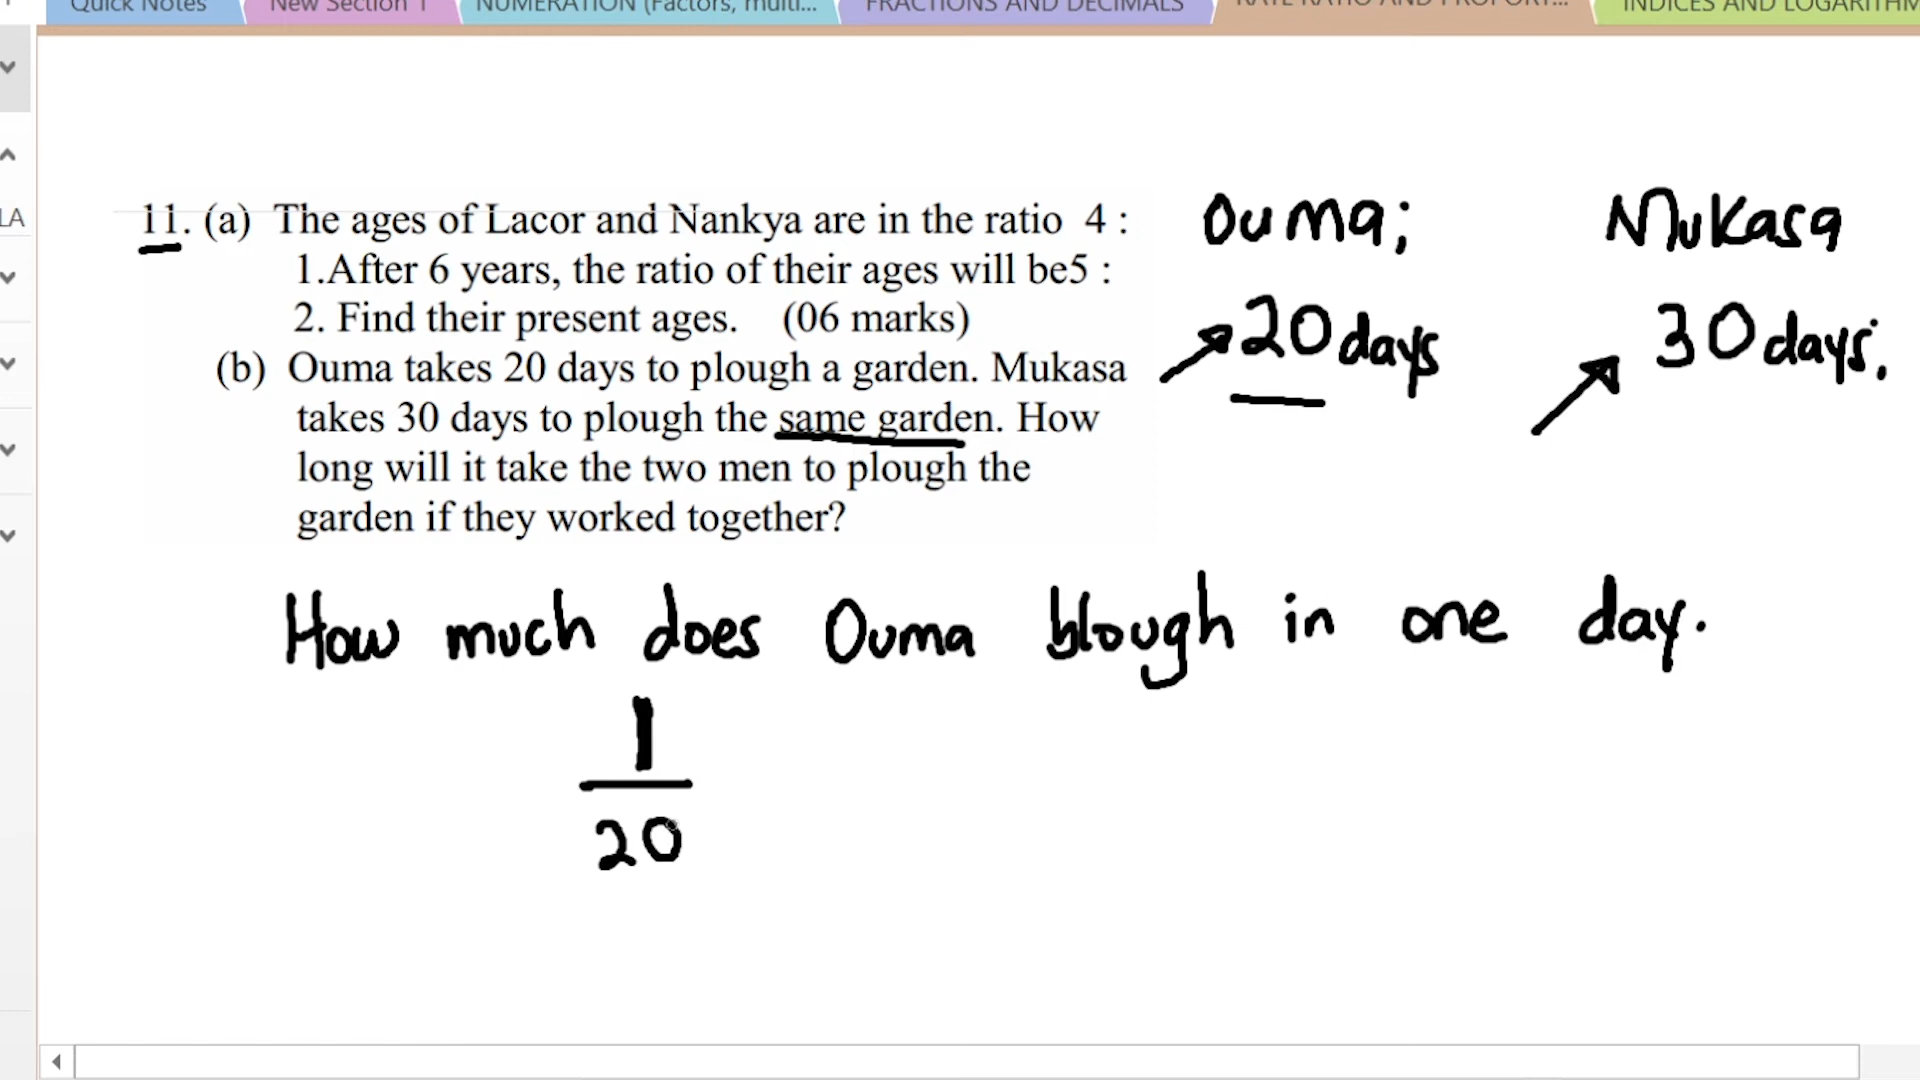 Quick Notes New Section 1 NUMERATION (Factors, multi... FRACTIONS AND DECIMALS RATE RATIO AND PROPORT... INDICES AND LOGARITHM
LA
11. (a) The ages of Lacor and Nankya are in the ratio 4 :
1.After 6 years, the ratio of their ages will be5 :
2. Find their present ages. (06 marks)
(b) Ouma takes 20 days to plough a garden. Mukasa
takes 30 days to plough the same garden. How
long will it take the two men to plough the
garden if they worked together?
Ouma; Mukasa
20 days 30 days.
How much does Ouma blough in one day.
1
20